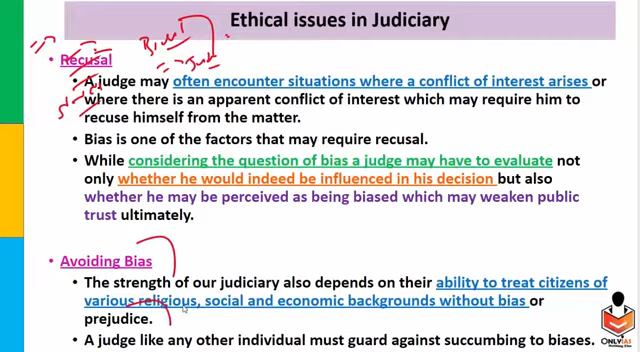 Ethical issues in Judiciary
Recusal
A judge may often encounter situations where a conflict of interest arises or
where there is an apparent conflict of interest which may require him to
recuse himself from the matter.
Bias is one of the factors that may require recusal.
While considering the question of bias a judge may have to evaluate not
only whether he would indeed be influenced in his decision but also
whether he may be perceived as being biased which may weaken public
trust ultimately.
Avoiding Bias
The strength of our judiciary also depends on their ability to treat citizens of
various religious, social and economic backgrounds without bias or
prejudice.
A judge like any other individual must guard against succumbing to biases.
ONLYIAS